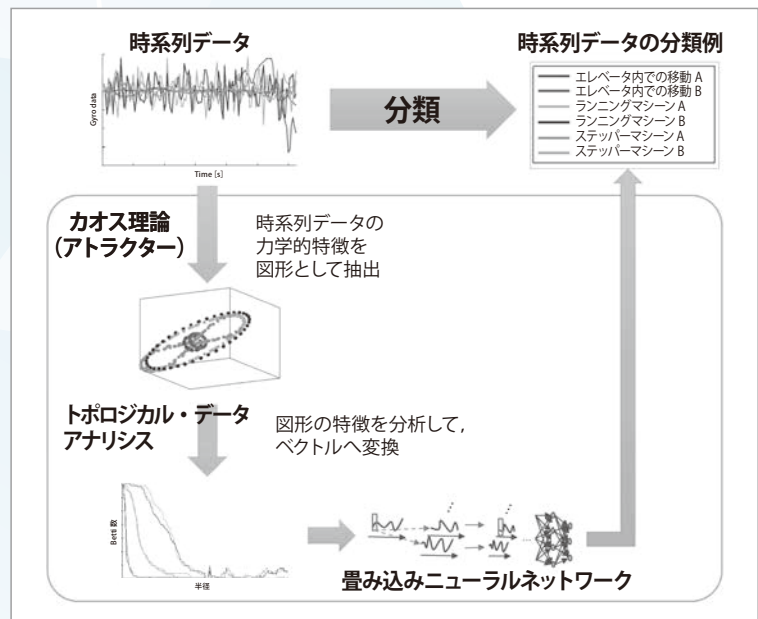 時系列データ
時系列データの分類例
Gyro data
Time [s]
分類
エレベータ内での移動 A
エレベータ内での移動 B
ランニングマシーン A
ランニングマシーン B
ステッパーマシーン A
ステッパーマシーン B
カオス理論
(アトラクター)
時系列データの
力学的特徴を
図形として抽出
トポロジカル・データ
アナリシス
図形の特徴を分析して,
ベクトルへ変換
Betti 数
半径
畳み込みニューラルネットワーク